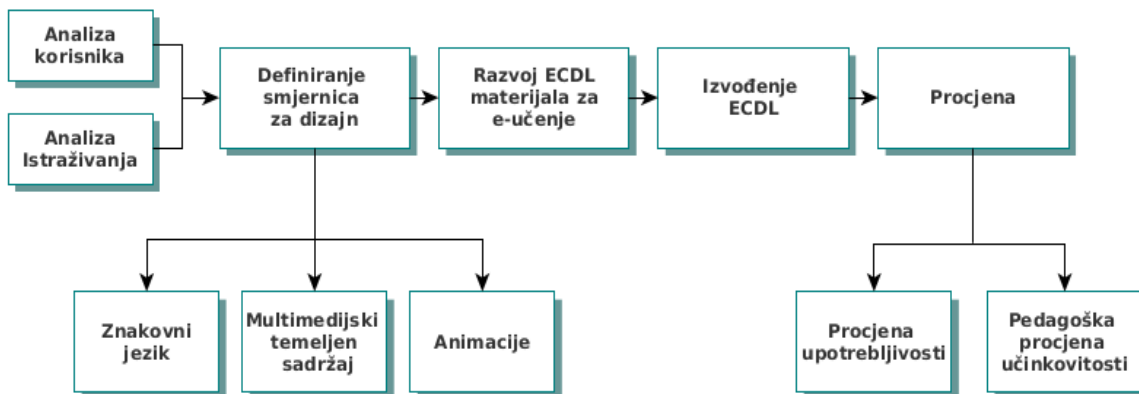 Analiza
korisnika
Analiza
Istraživanja
Definiranje
smjernica
za dizajn
Razvoj ECDL
materijala za
e-učenje
Izvođenje
ECDL
Procjena
Znakovni
jezik
Multimedijski
temeljen
sadržaj
Animacije
Procjena
upotrebljivosti
Pedagoška
procjena
učinkovitosti